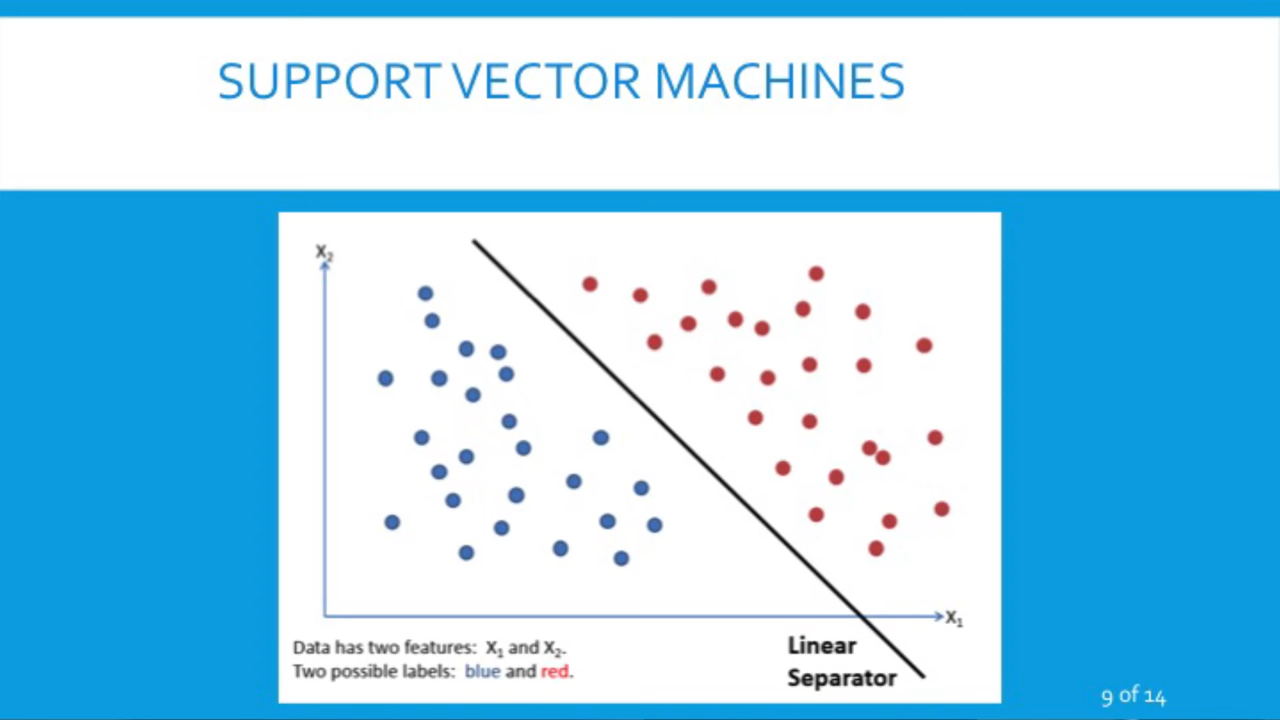 SUPPORT VECTOR MACHINES
X₂
X₁
Data has two features: X₁ and X₂.
Two possible labels: blue and red.
Linear
Separator
9 of 14